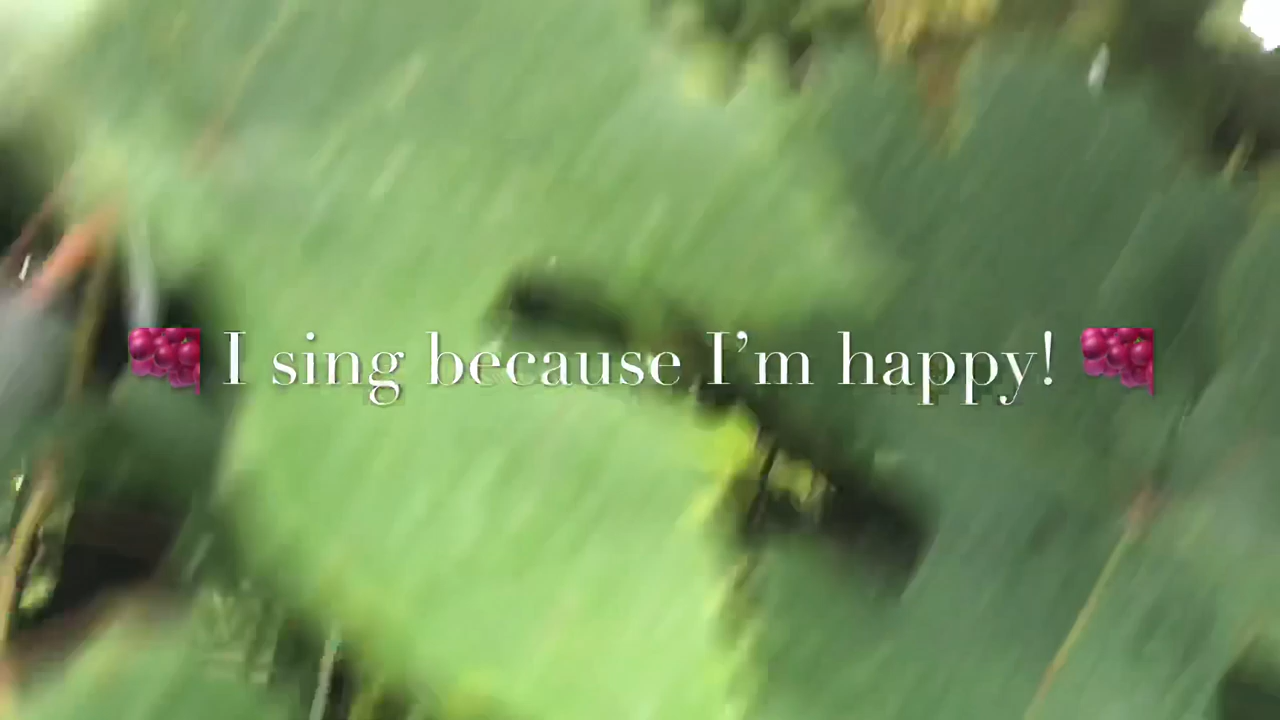 🍇 I sing because I’m happy! 🍇